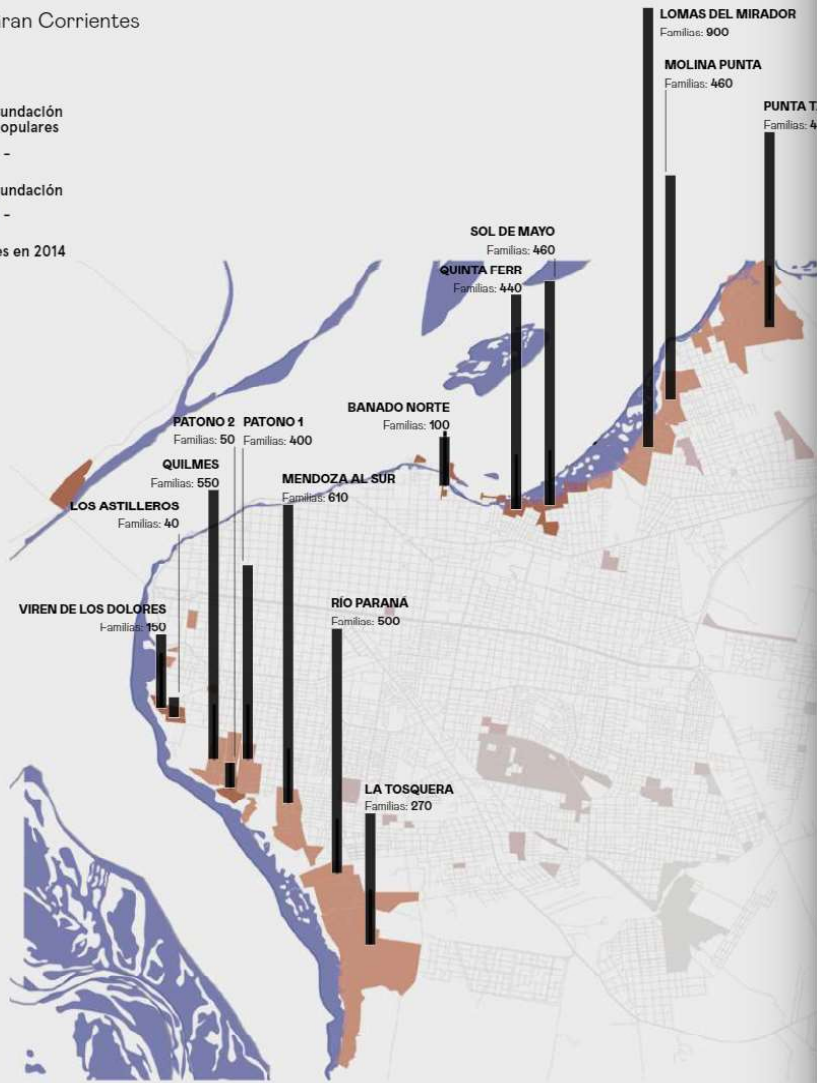 ran Corrientes
undación
opulares
-
undación
-
es en 2014
LOMAS DEL MIRADOR
Familias: 900
MOLINA PUNTA
Familias: 460
PUNTA T
Familias: 4
SOL DE MAYO
Familias: 460
QUINTA FERR
Familias: 440
BANADO NORTE
Familias: 100
PATONO 2
Familias: 50
PATONO 1
Familias: 400
QUILMES
Familias: 550
MENDOZA AL SUR
Familias: 610
LOS ASTILLEROS
Familias: 40
VIREN DE LOS DOLORES
Familias: 150
RÍO PARANÁ
Familias: 500
LA TOSQUERA
Familias: 270